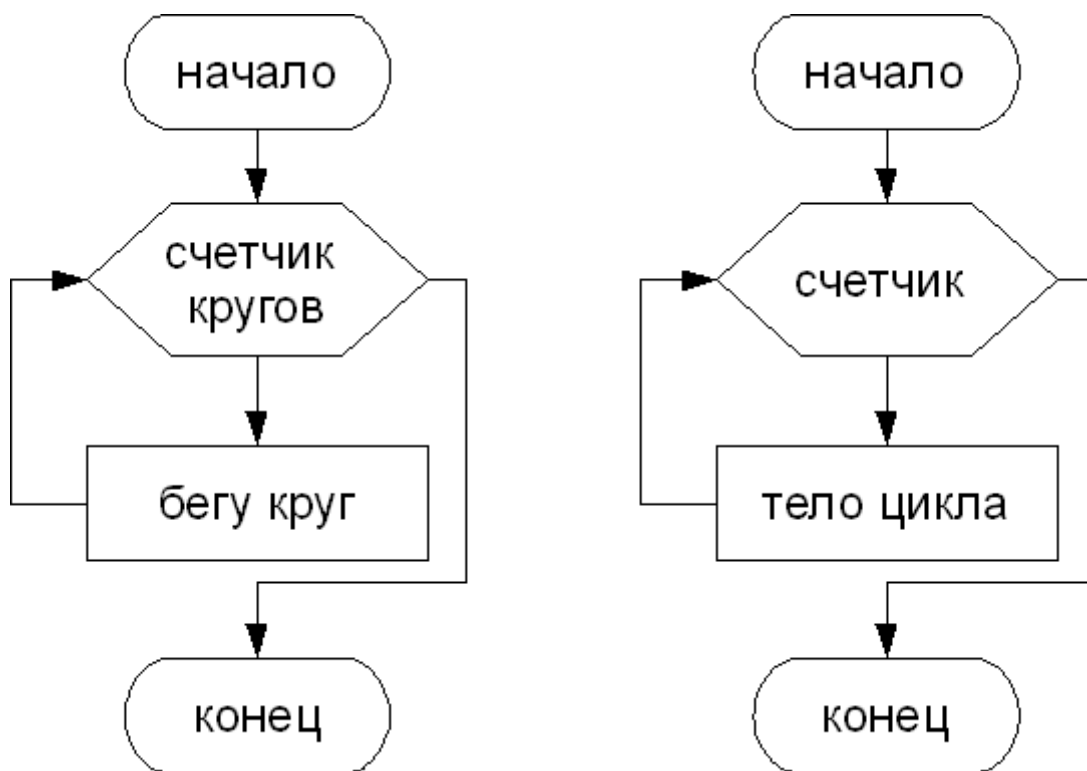 начало
счетчик
кругов
бегу круг
конец
начало
счетчик
тело цикла
конец